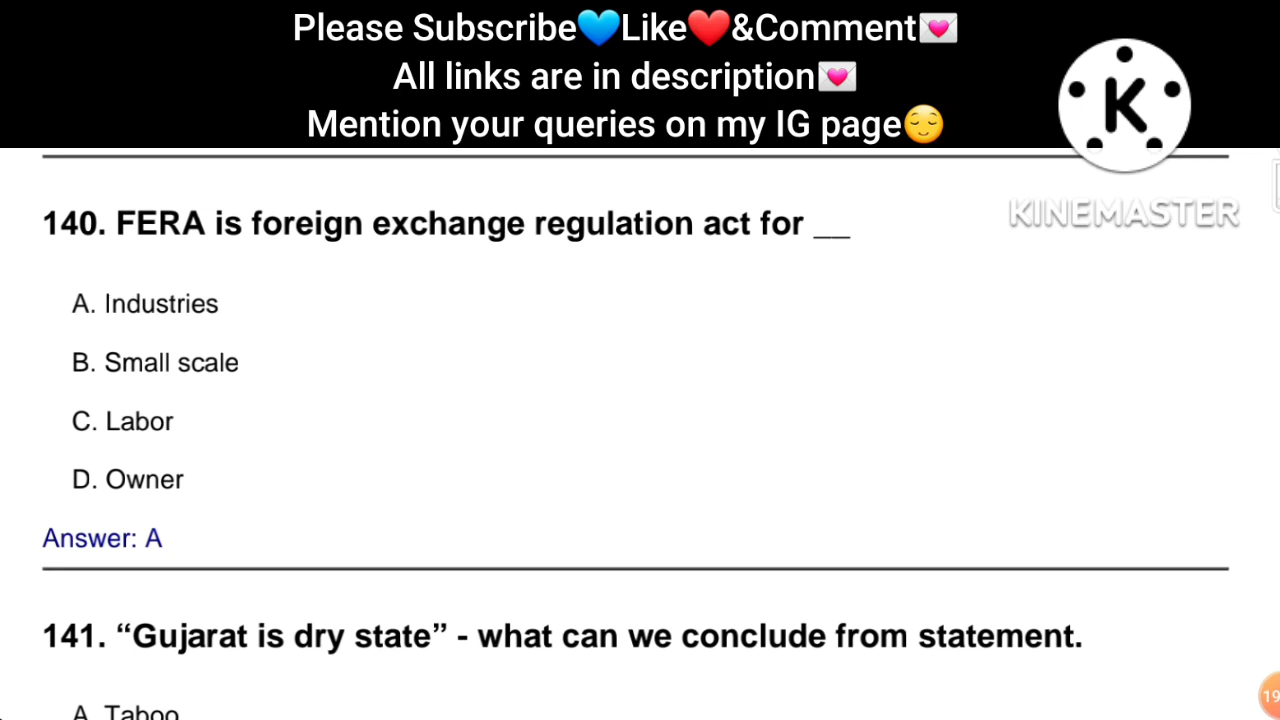 Please Subscribe💙Like❤️&Comment💌
All links are in description💌
Mention your queries on my IG page😌
K
KINEMASTER
140. FERA is foreign exchange regulation act for __
A. Industries
B. Small scale
C. Labor
D. Owner
Answer: A
141. “Gujarat is dry state” - what can we conclude from statement.
A. Taboo
19